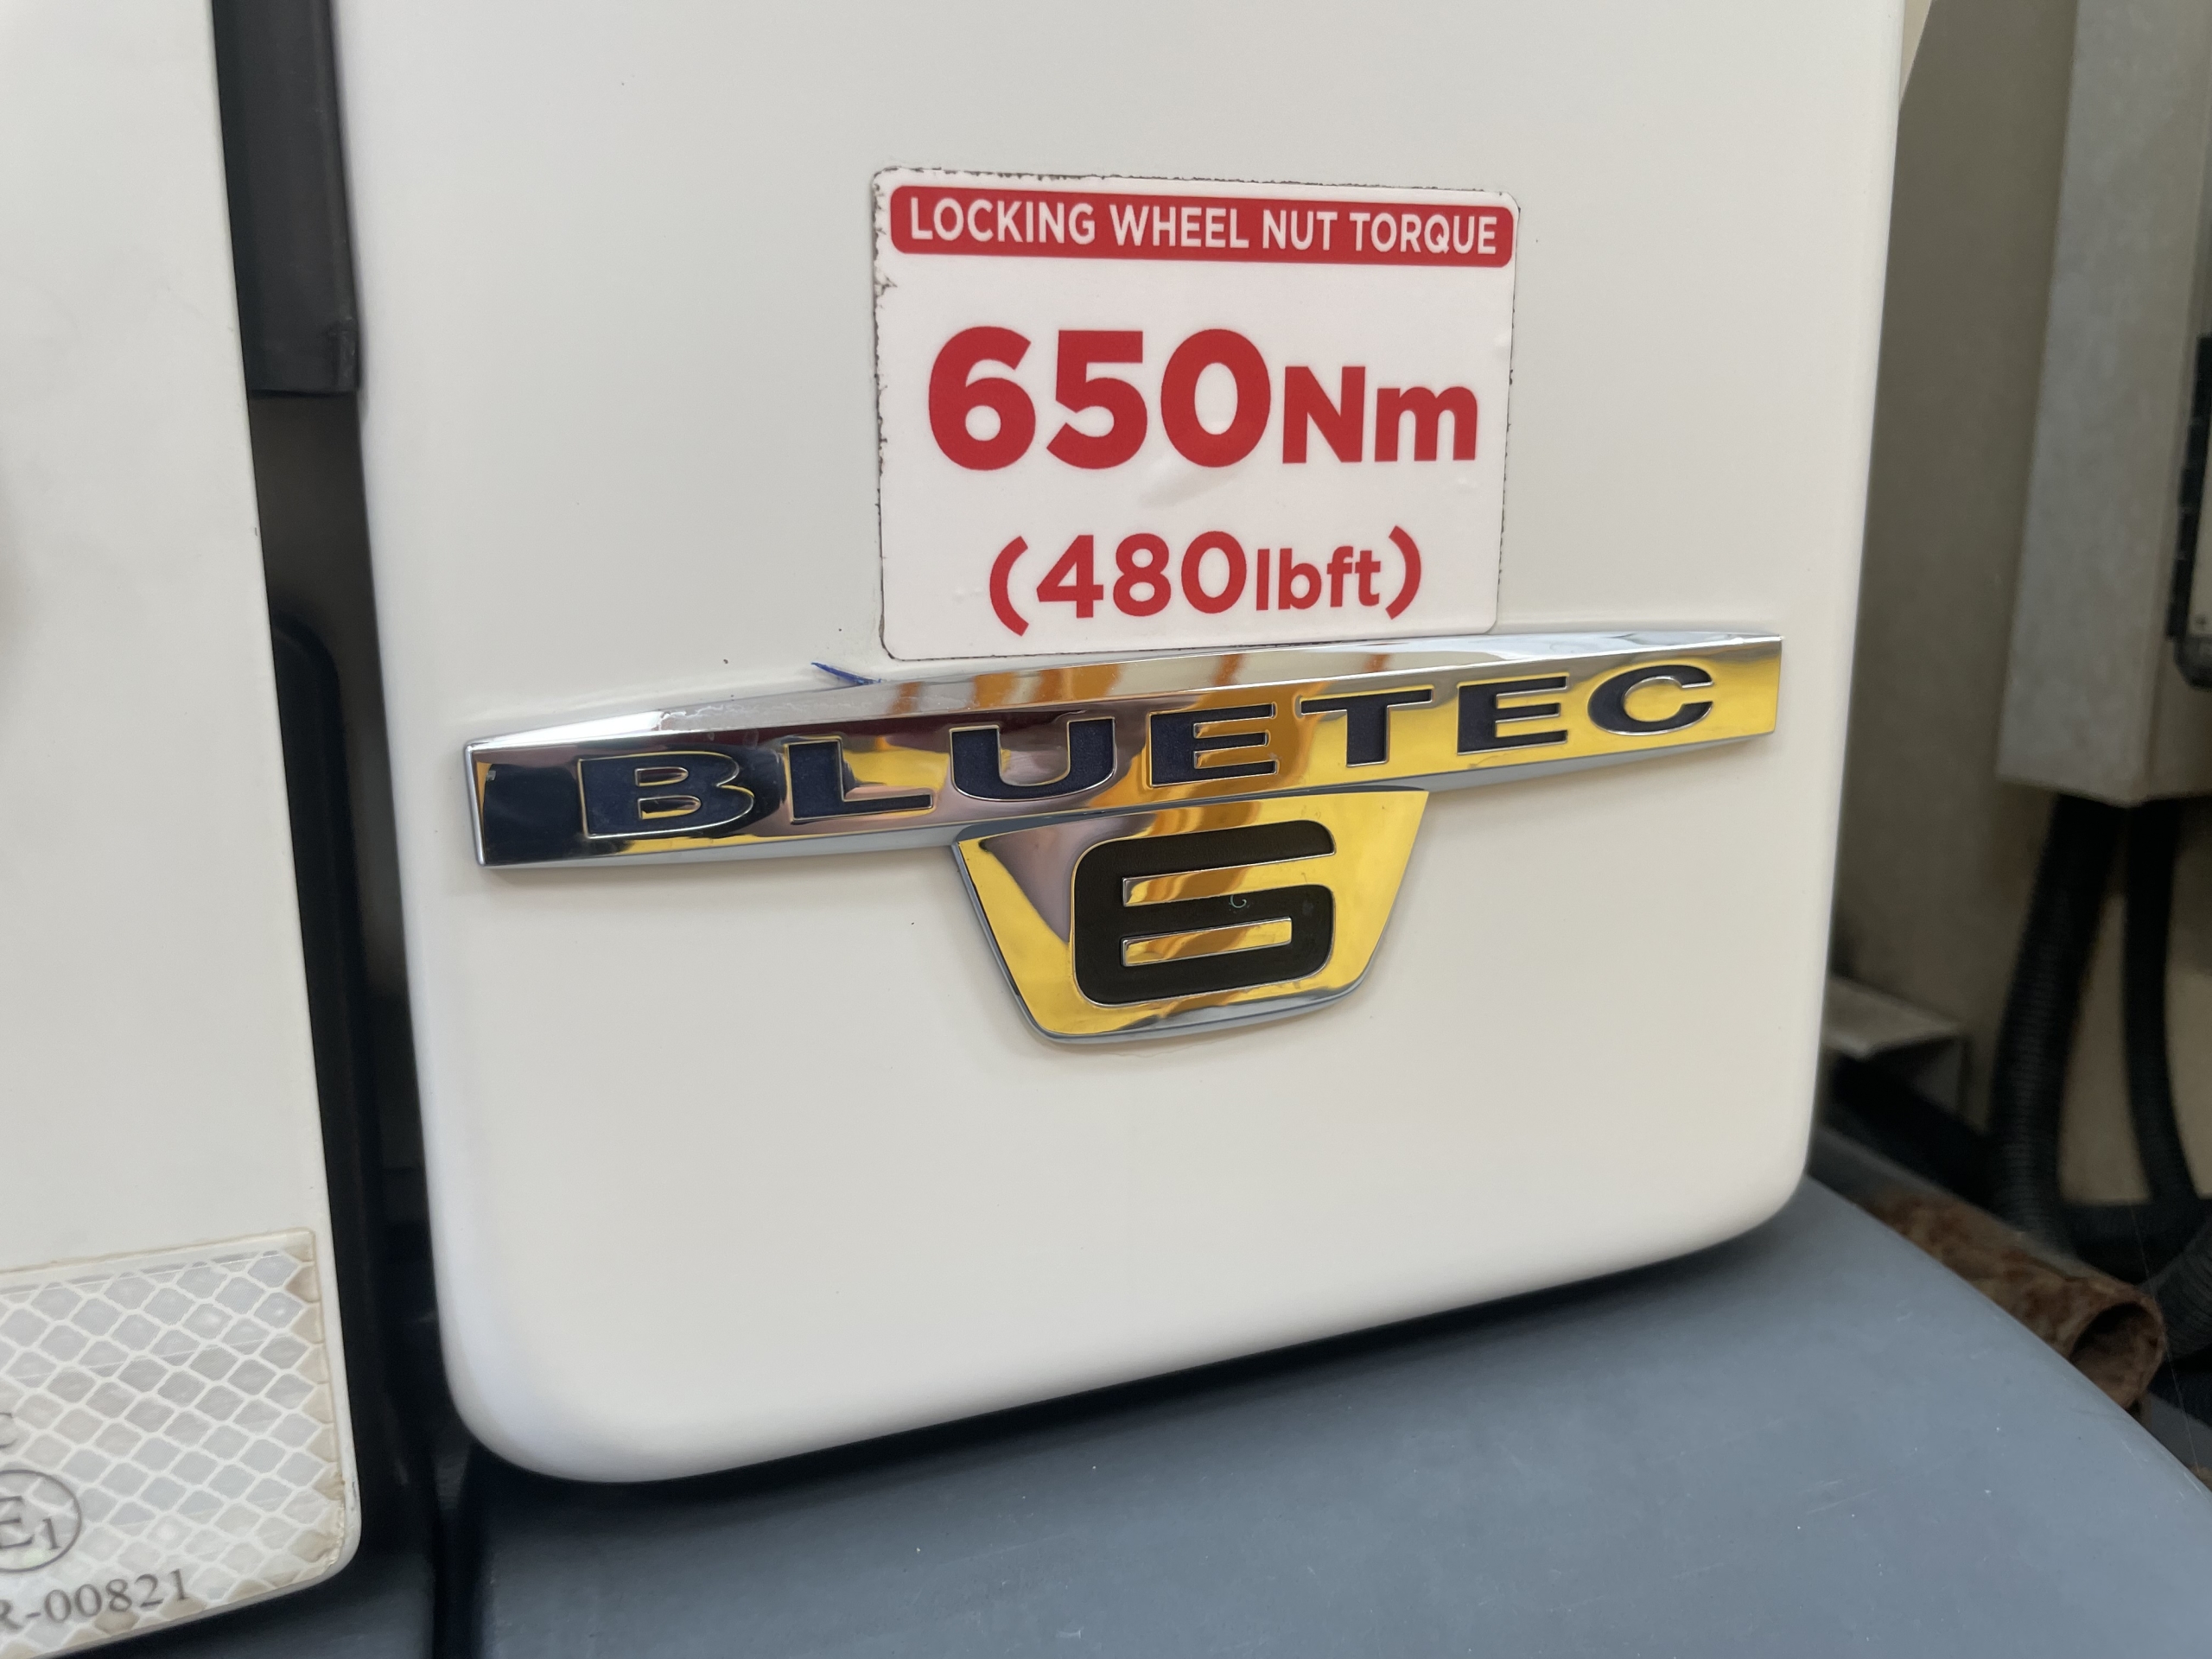 LOCKING WHEEL NUT TORQUE
650Nm
(480lbft)
BLUETEC
6
C
E1
R-00821